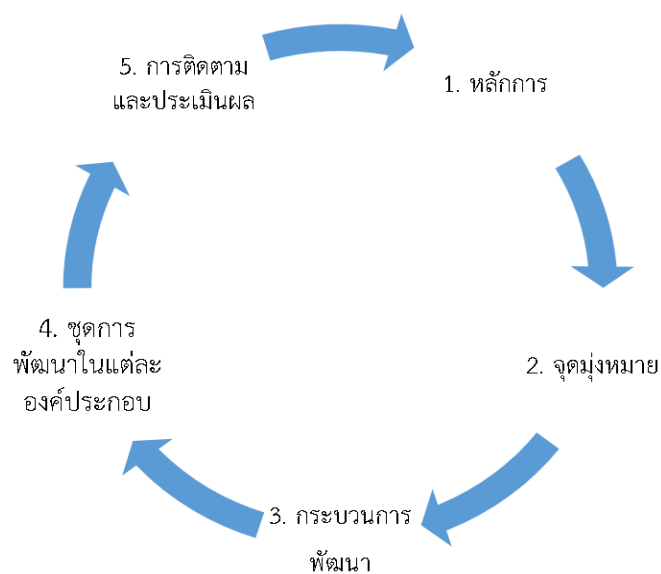 1. หลักการ
2. จุดมุ่งหมาย
3. กระบวนการ
พัฒนา
4. ชุดการ
พัฒนาในแต่ละ
องค์ประกอบ
5. การติดตาม
และประเมินผล